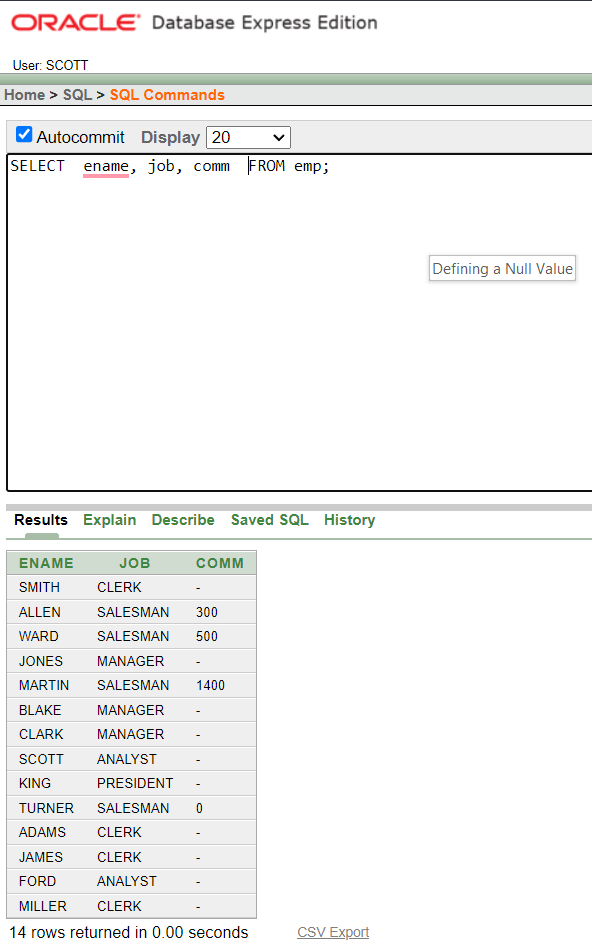 ORACLE® Database Express Edition
User: SCOTT
Home > SQL > SQL Commands
Autocommit Display 20
SELECT ename, job, comm FROM emp;
Defining a Null Value
Results Explain Describe Saved SQL History
ENAME JOB COMM
SMITH CLERK -
ALLEN SALESMAN 300
WARD SALESMAN 500
JONES MANAGER -
MARTIN SALESMAN 1400
BLAKE MANAGER -
CLARK MANAGER -
SCOTT ANALYST -
KING PRESIDENT -
TURNER SALESMAN 0
ADAMS CLERK -
JAMES CLERK -
FORD ANALYST -
MILLER CLERK -
14 rows returned in 0.00 seconds CSV Export